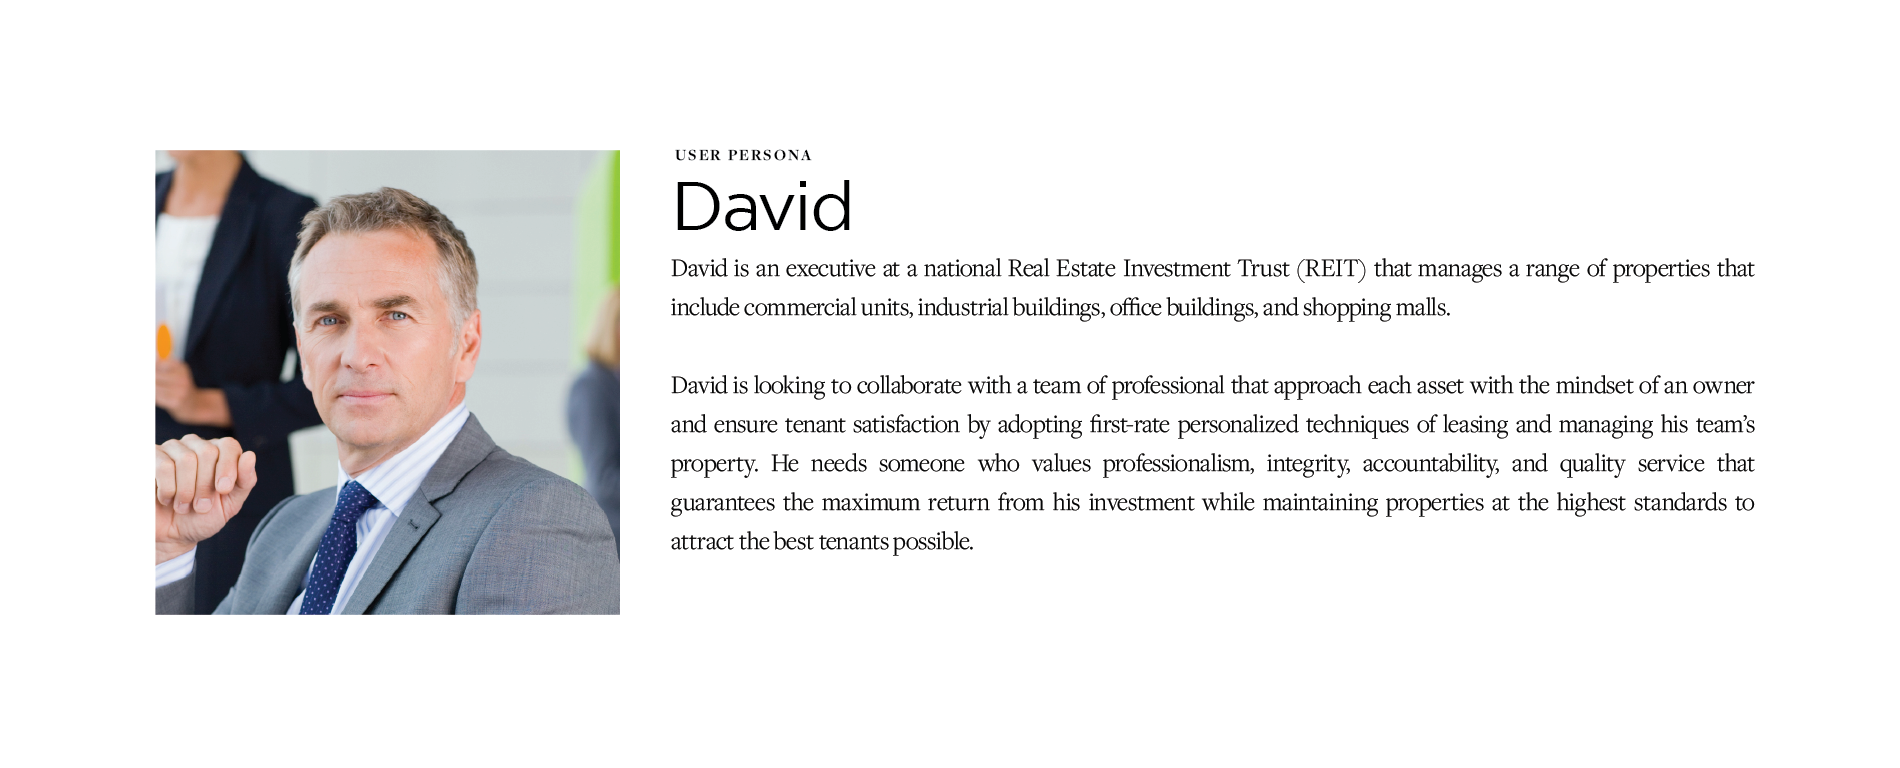 USER PERSONA
David
David is an executive at a national Real Estate Investment Trust (REIT) that manages a range of properties that
include commercial units, industrial buildings, office buildings, and shopping malls.
David is looking to collaborate with a team of professional that approach each asset with the mindset of an owner
and ensure tenant satisfaction by adopting first-rate personalized techniques of leasing and managing his team’s
property. He needs someone who values professionalism, integrity, accountability, and quality service that
guarantees the maximum return from his investment while maintaining properties at the highest standards to
attract the best tenants possible.